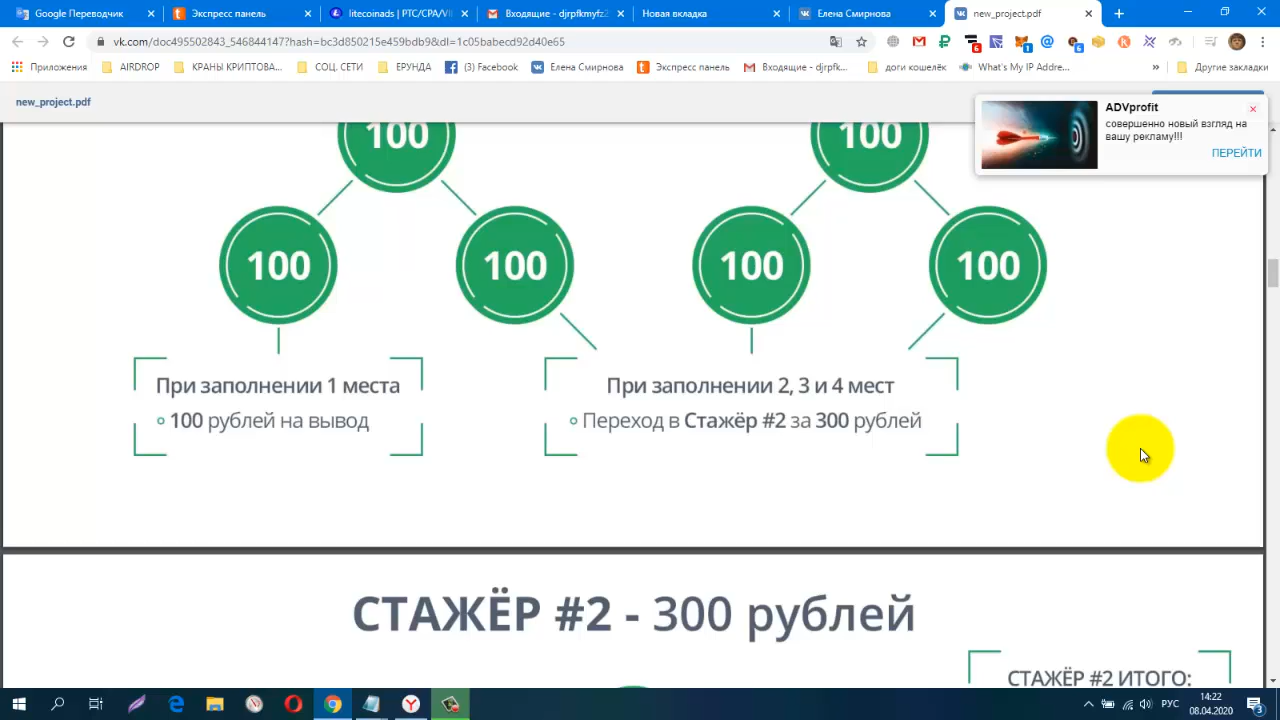 Google Переводчик
Экспресс панель
litecoinads | PTC/CPA/VI
Входящие - djrpfkmyfz2
Новая вкладка
Елена Смирнова
new_project.pdf
vk.com/doc495502843_546844147?hash=bc3d850215e439bdb9&dl=1c05babecd92d40e65
Приложения
AIRDROP
КРАНЫ КРИПТОВА...
СОЦ. СЕТИ
ЕРУНДА
(3) Facebook
Елена Смирнова
Экспресс панель
Входящие - djrpfk...
доги кошелёк
What's My IP Addre...
»
Другие закладки
new_project.pdf
ADVprofit
совершенно новый взгляд на
вашу рекламу!!!
ПЕРЕЙТИ
100
100
100
100
100
100
При заполнении 1 места
100 рублей на вывод
При заполнении 2, 3 и 4 мест
Переход в Стажёр #2 за 300 рублей
СТАЖЁР #2 - 300 рублей
СТАЖЁР #2 ИТОГО:
РУС
14:22
08.04.2020